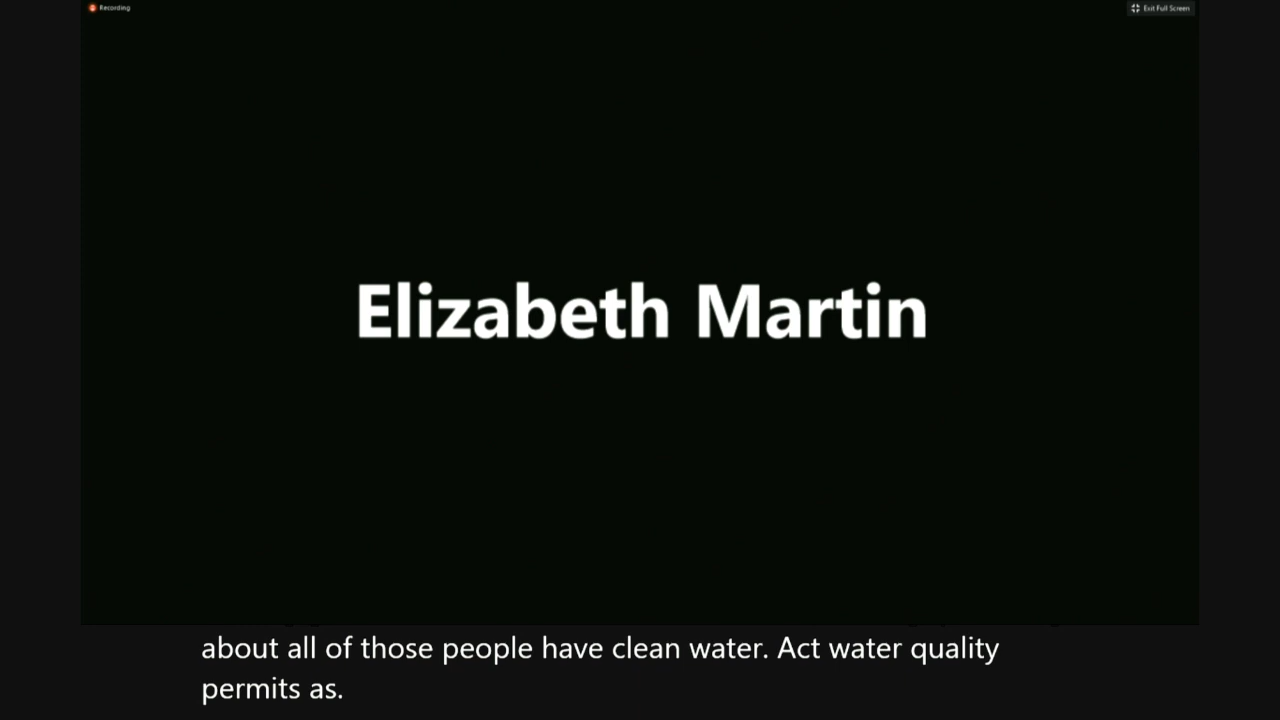 Recording
Exit Full Screen
Elizabeth Martin
about all of those people have clean water. Act water quality
permits as.